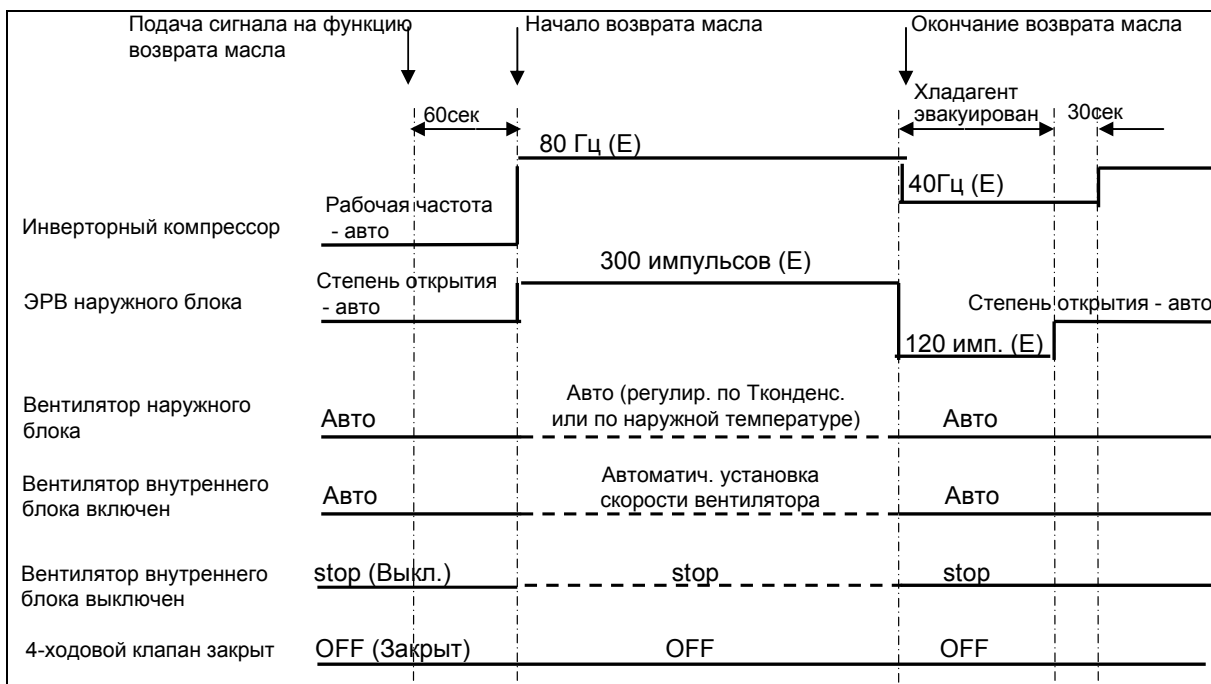 Подача сигнала на функцию
возврата масла
Начало возврата масла
Окончание возврата масла
Хладагент
эвакуирован
60сек
30сек
80 Гц (E)
40Гц (E)
Рабочая частота
- авто
Инверторный компрессор
300 импульсов (E)
Степень открытия
- авто
ЭРВ наружного блока
Степень открытия - авто
120 имп. (E)
Вентилятор наружного
блока
Авто
Авто (регулир. по Тконденс.
или по наружной температуре)
Авто
Вентилятор внутреннего
блока включен
Авто
Автоматич. установка
скорости вентилятора
Авто
Вентилятор внутреннего
блока выключен
stop (Выкл.)
stop
stop
4-ходовой клапан закрыт
OFF (Закрыт)
OFF
OFF